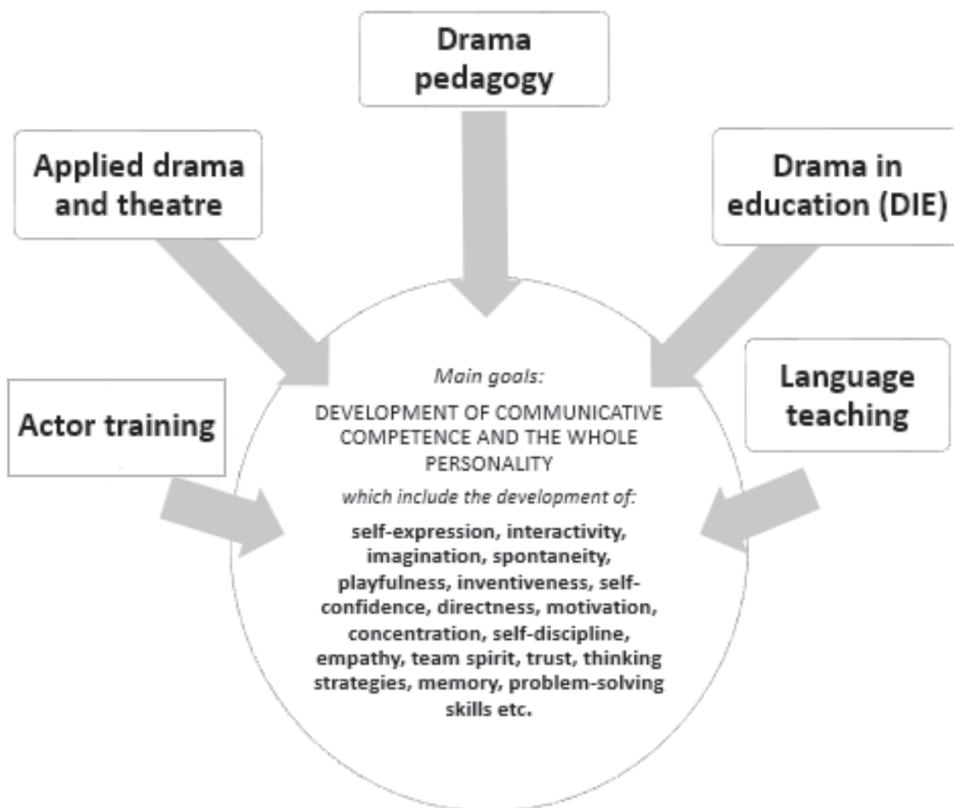 Drama
pedagogy
Applied drama
and theatre
Drama in
education (DIE)
Actor training
Language
teaching
Main goals:
DEVELOPMENT OF COMMUNICATIVE
COMPETENCE AND THE WHOLE
PERSONALITY
which include the development of:
self-expression, interactivity,
imagination, spontaneity,
playfulness, inventiveness, self-
confidence, directness, motivation,
concentration, self-discipline,
empathy, team spirit, trust, thinking
strategies, memory, problem-solving
skills etc.